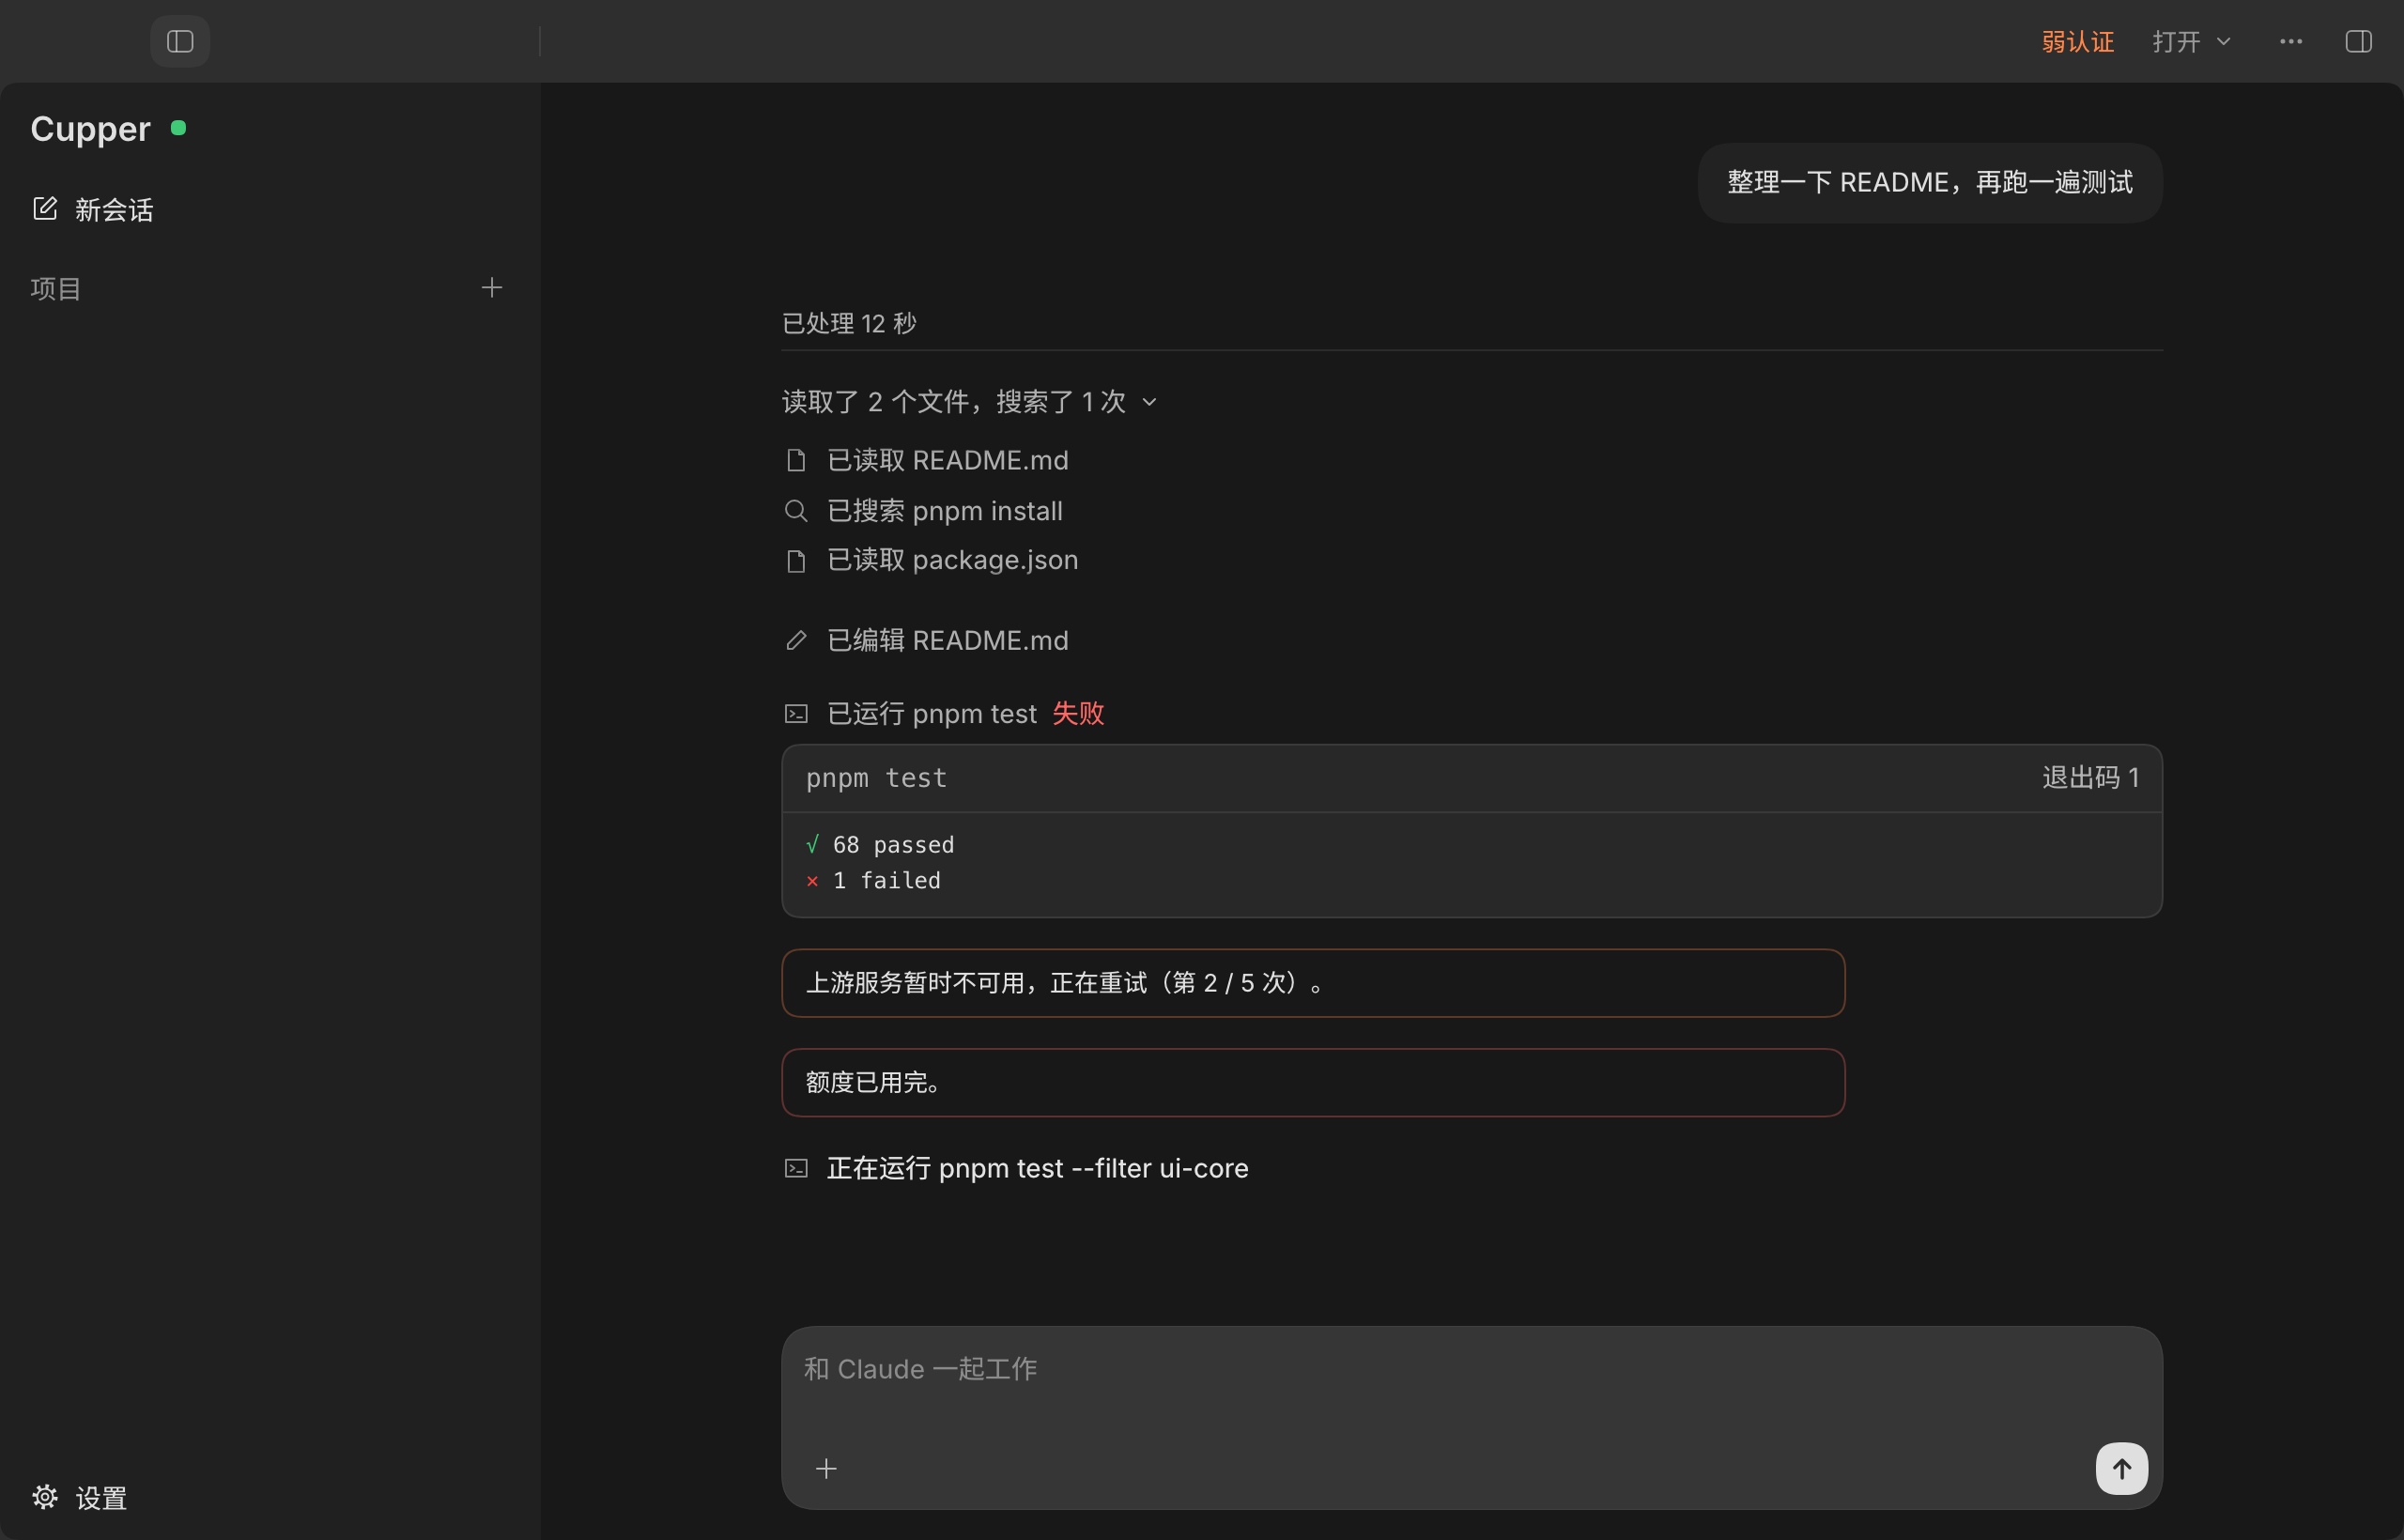 弱认证
打开
Cupper
新会话
项目
整理一下 README，再跑一遍测试
已处理 12 秒
读取了 2 个文件，搜索了 1 次
已读取 README.md
已搜索 pnpm install
已读取 package.json
已编辑 README.md
已运行 pnpm test 失败
pnpm test 退出码 1
√ 68 passed
× 1 failed
上游服务暂时不可用，正在重试（第 2 / 5 次）。
额度已用完。
正在运行 pnpm test --filter ui-core
和 Claude 一起工作
设置